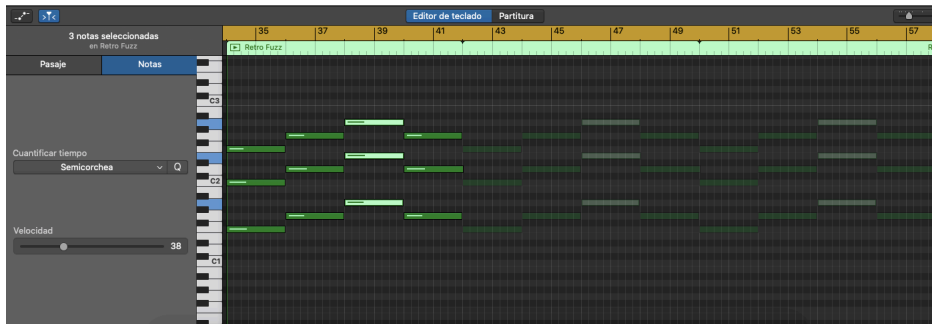 Editor de teclado Partitura
3 notas seleccionadas
en Retro Fuzz
35 37 39 41 43 45 47 49 51 53 55 57
Retro Fuzz
R
Pasaje Notas
C3
Cuantificar tiempo
Semicorchea Q
C2
Velocidad
38
C1